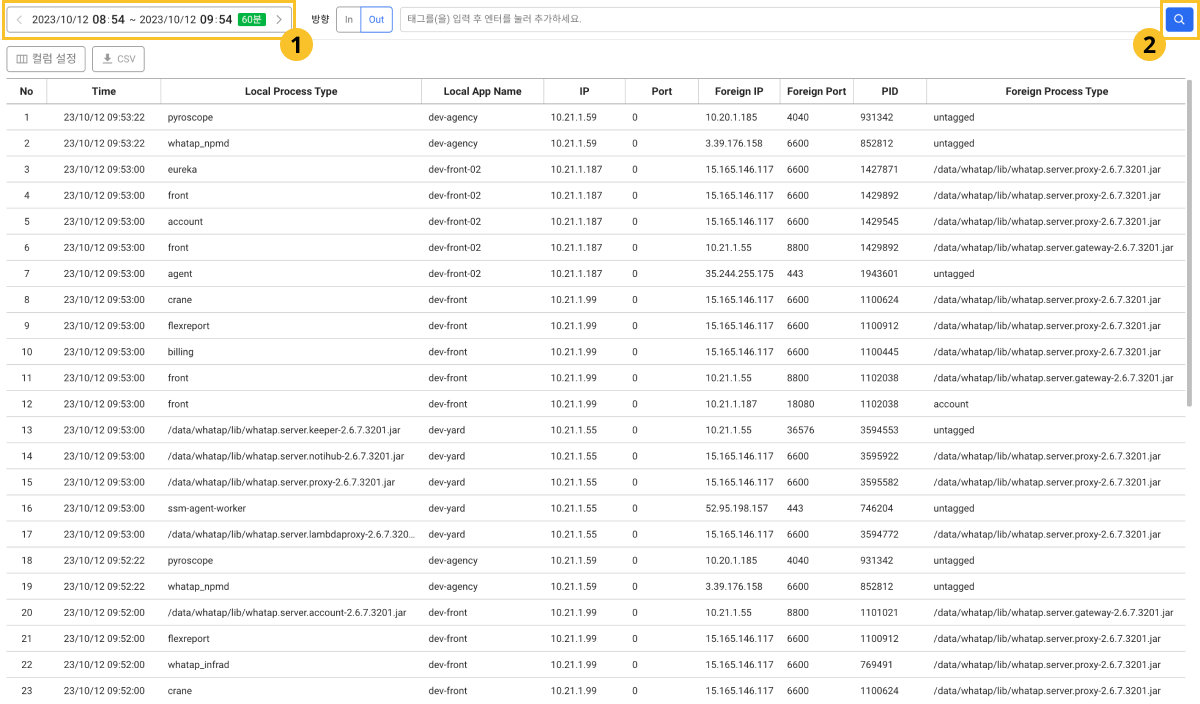 2023/10/12 08:54 ~ 2023/10/12 09:54 60분 방향 In Out 태그를(을) 입력 후 엔터를 눌러 추가하세요.
1 2
컬럼 설정 CSV
No Time Local Process Type Local App Name IP Port Foreign IP Foreign Port PID Foreign Process Type
1 23/10/12 09:53:22 pyroscope dev-agency 10.21.1.59 0 10.20.1.185 4040 931342 untagged
2 23/10/12 09:53:22 whatap_npmd dev-agency 10.21.1.59 0 3.39.176.158 6600 852812 untagged
3 23/10/12 09:53:00 eureka dev-front-02 10.21.1.187 0 15.165.146.117 6600 1427871 /data/whatap/lib/whatap.server.proxy-2.6.7.3201.jar
4 23/10/12 09:53:00 front dev-front-02 10.21.1.187 0 15.165.146.117 6600 1429892 /data/whatap/lib/whatap.server.proxy-2.6.7.3201.jar
5 23/10/12 09:53:00 account dev-front-02 10.21.1.187 0 15.165.146.117 6600 1429545 /data/whatap/lib/whatap.server.proxy-2.6.7.3201.jar
6 23/10/12 09:53:00 front dev-front-02 10.21.1.187 0 10.21.1.55 8800 1429892 /data/whatap/lib/whatap.server.gateway-2.6.7.3201.jar
7 23/10/12 09:53:00 agent dev-front-02 10.21.1.187 0 35.244.255.175 443 1943601 untagged
8 23/10/12 09:53:00 crane dev-front 10.21.1.99 0 15.165.146.117 6600 1100624 /data/whatap/lib/whatap.server.proxy-2.6.7.3201.jar
9 23/10/12 09:53:00 flexreport dev-front 10.21.1.99 0 15.165.146.117 6600 1100912 /data/whatap/lib/whatap.server.proxy-2.6.7.3201.jar
10 23/10/12 09:53:00 billing dev-front 10.21.1.99 0 15.165.146.117 6600 1100445 /data/whatap/lib/whatap.server.proxy-2.6.7.3201.jar
11 23/10/12 09:53:00 front dev-front 10.21.1.99 0 10.21.1.55 8800 1102038 /data/whatap/lib/whatap.server.gateway-2.6.7.3201.jar
12 23/10/12 09:53:00 front dev-front 10.21.1.99 0 10.21.1.187 18080 1102038 account
13 23/10/12 09:53:00 /data/whatap/lib/whatap.server.keeper-2.6.7.3201.jar dev-yard 10.21.1.55 0 10.21.1.55 36576 3594553 untagged
14 23/10/12 09:53:00 /data/whatap/lib/whatap.server.notihub-2.6.7.3201.jar dev-yard 10.21.1.55 0 15.165.146.117 6600 3595922 /data/whatap/lib/whatap.server.proxy-2.6.7.3201.jar
15 23/10/12 09:53:00 /data/whatap/lib/whatap.server.proxy-2.6.7.3201.jar dev-yard 10.21.1.55 0 15.165.146.117 6600 3595582 /data/whatap/lib/whatap.server.proxy-2.6.7.3201.jar
16 23/10/12 09:53:00 ssm-agent-worker dev-yard 10.21.1.55 0 52.95.198.157 443 746204 untagged
17 23/10/12 09:53:00 /data/whatap/lib/whatap.server.lambdaproxy-2.6.7.320... dev-yard 10.21.1.55 0 15.165.146.117 6600 3594772 /data/whatap/lib/whatap.server.proxy-2.6.7.3201.jar
18 23/10/12 09:52:22 pyroscope dev-agency 10.21.1.59 0 10.20.1.185 4040 931342 untagged
19 23/10/12 09:52:22 whatap_npmd dev-agency 10.21.1.59 0 3.39.176.158 6600 852812 untagged
20 23/10/12 09:52:00 /data/whatap/lib/whatap.server.account-2.6.7.3201.jar dev-front 10.21.1.99 0 10.21.1.55 8800 1101021 /data/whatap/lib/whatap.server.gateway-2.6.7.3201.jar
21 23/10/12 09:52:00 flexreport dev-front 10.21.1.99 0 15.165.146.117 6600 1100912 /data/whatap/lib/whatap.server.proxy-2.6.7.3201.jar
22 23/10/12 09:52:00 whatap_infrad dev-front 10.21.1.99 0 15.165.146.117 6600 769491 /data/whatap/lib/whatap.server.proxy-2.6.7.3201.jar
23 23/10/12 09:52:00 crane dev-front 10.21.1.99 0 15.165.146.117 6600 1100624 /data/whatap/lib/whatap.server.proxy-2.6.7.3201.jar